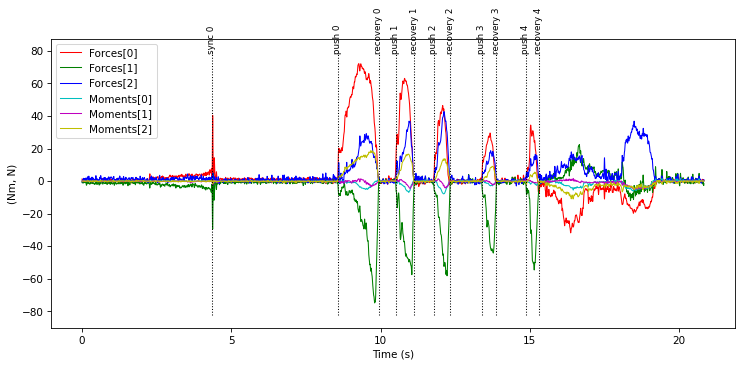 sync 0
push 0
recovery 0
push 1
recovery 1
push 2
recovery 2
push 3
recovery 3
push 4
recovery 4
Forces[0]
Forces[1]
Forces[2]
Moments[0]
Moments[1]
Moments[2]
80
60
40
20
0
−20
−40
−60
−80
(Nm, N)
0 5 10 15 20
Time (s)